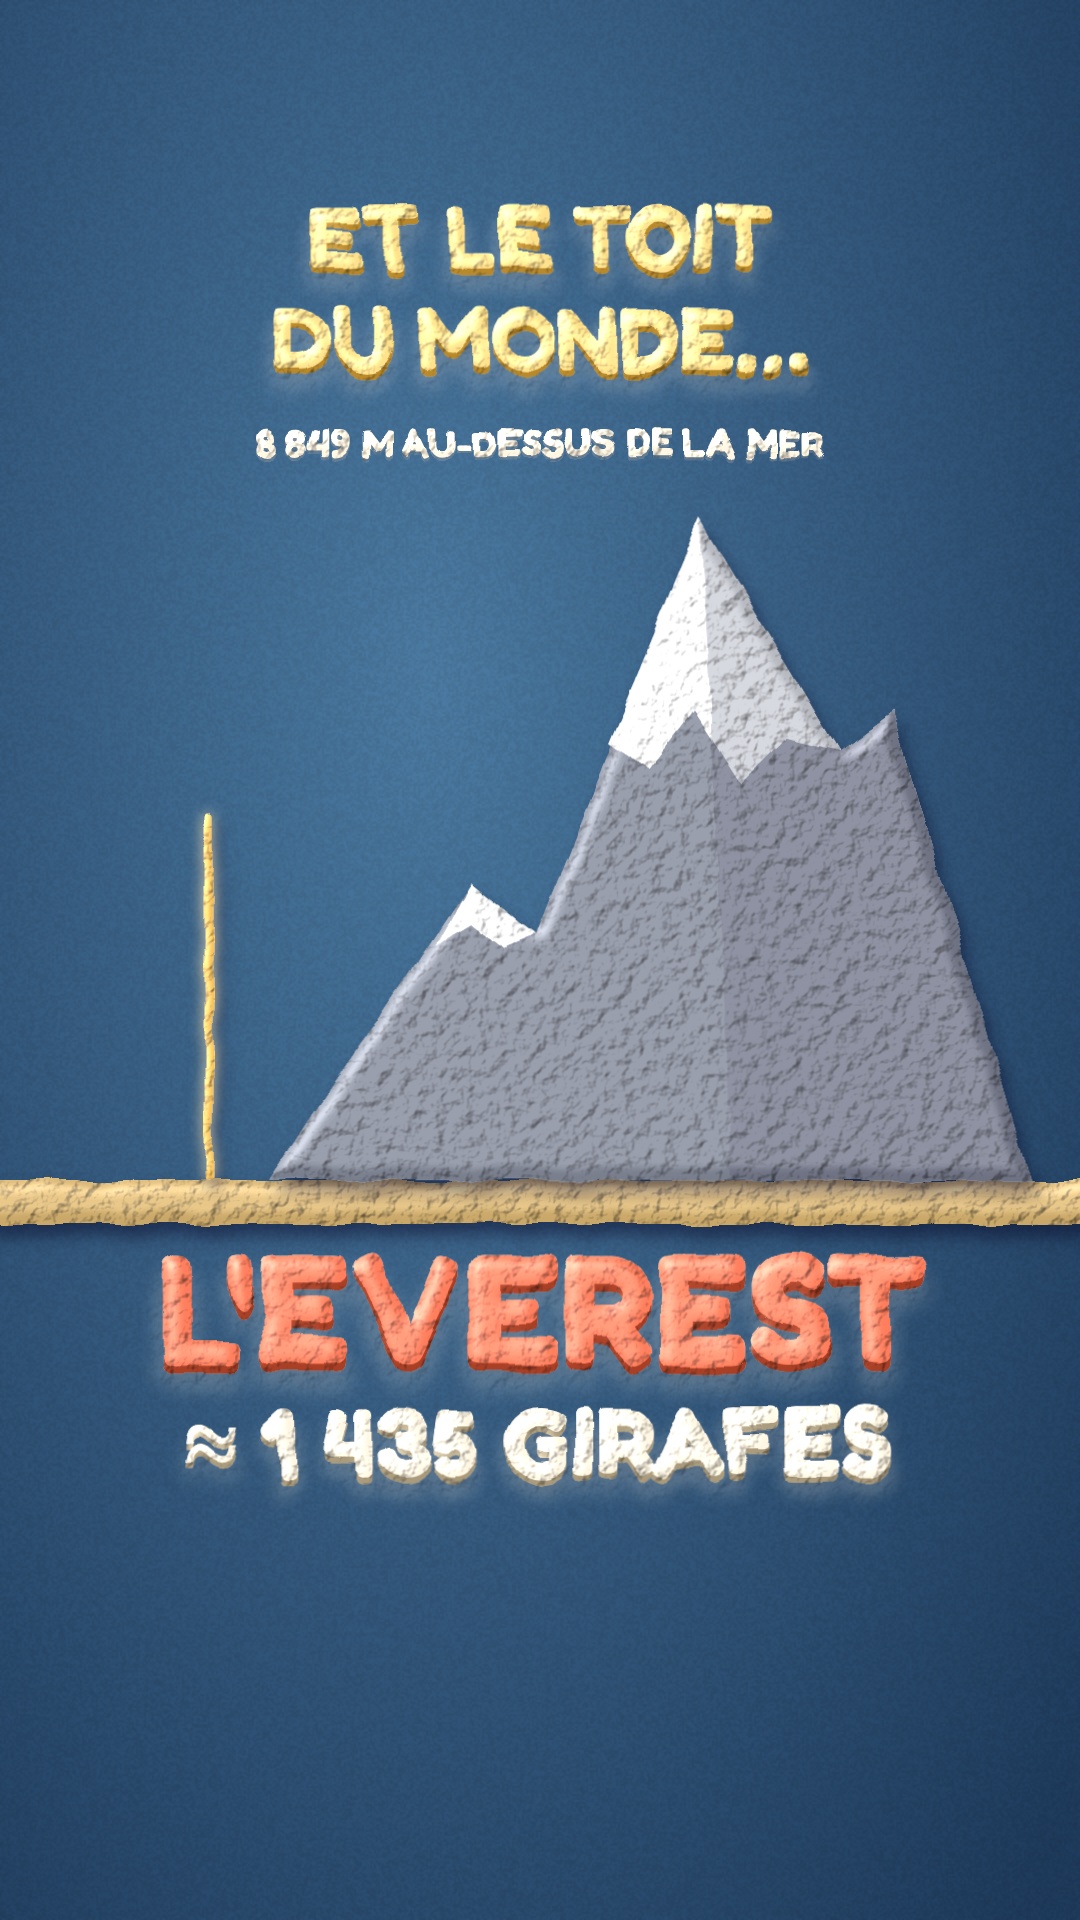 ET LE TOIT
DU MONDE...
8 849 M AU-DESSUS DE LA MER
L'EVEREST
≈ 1 435 GIRAFES